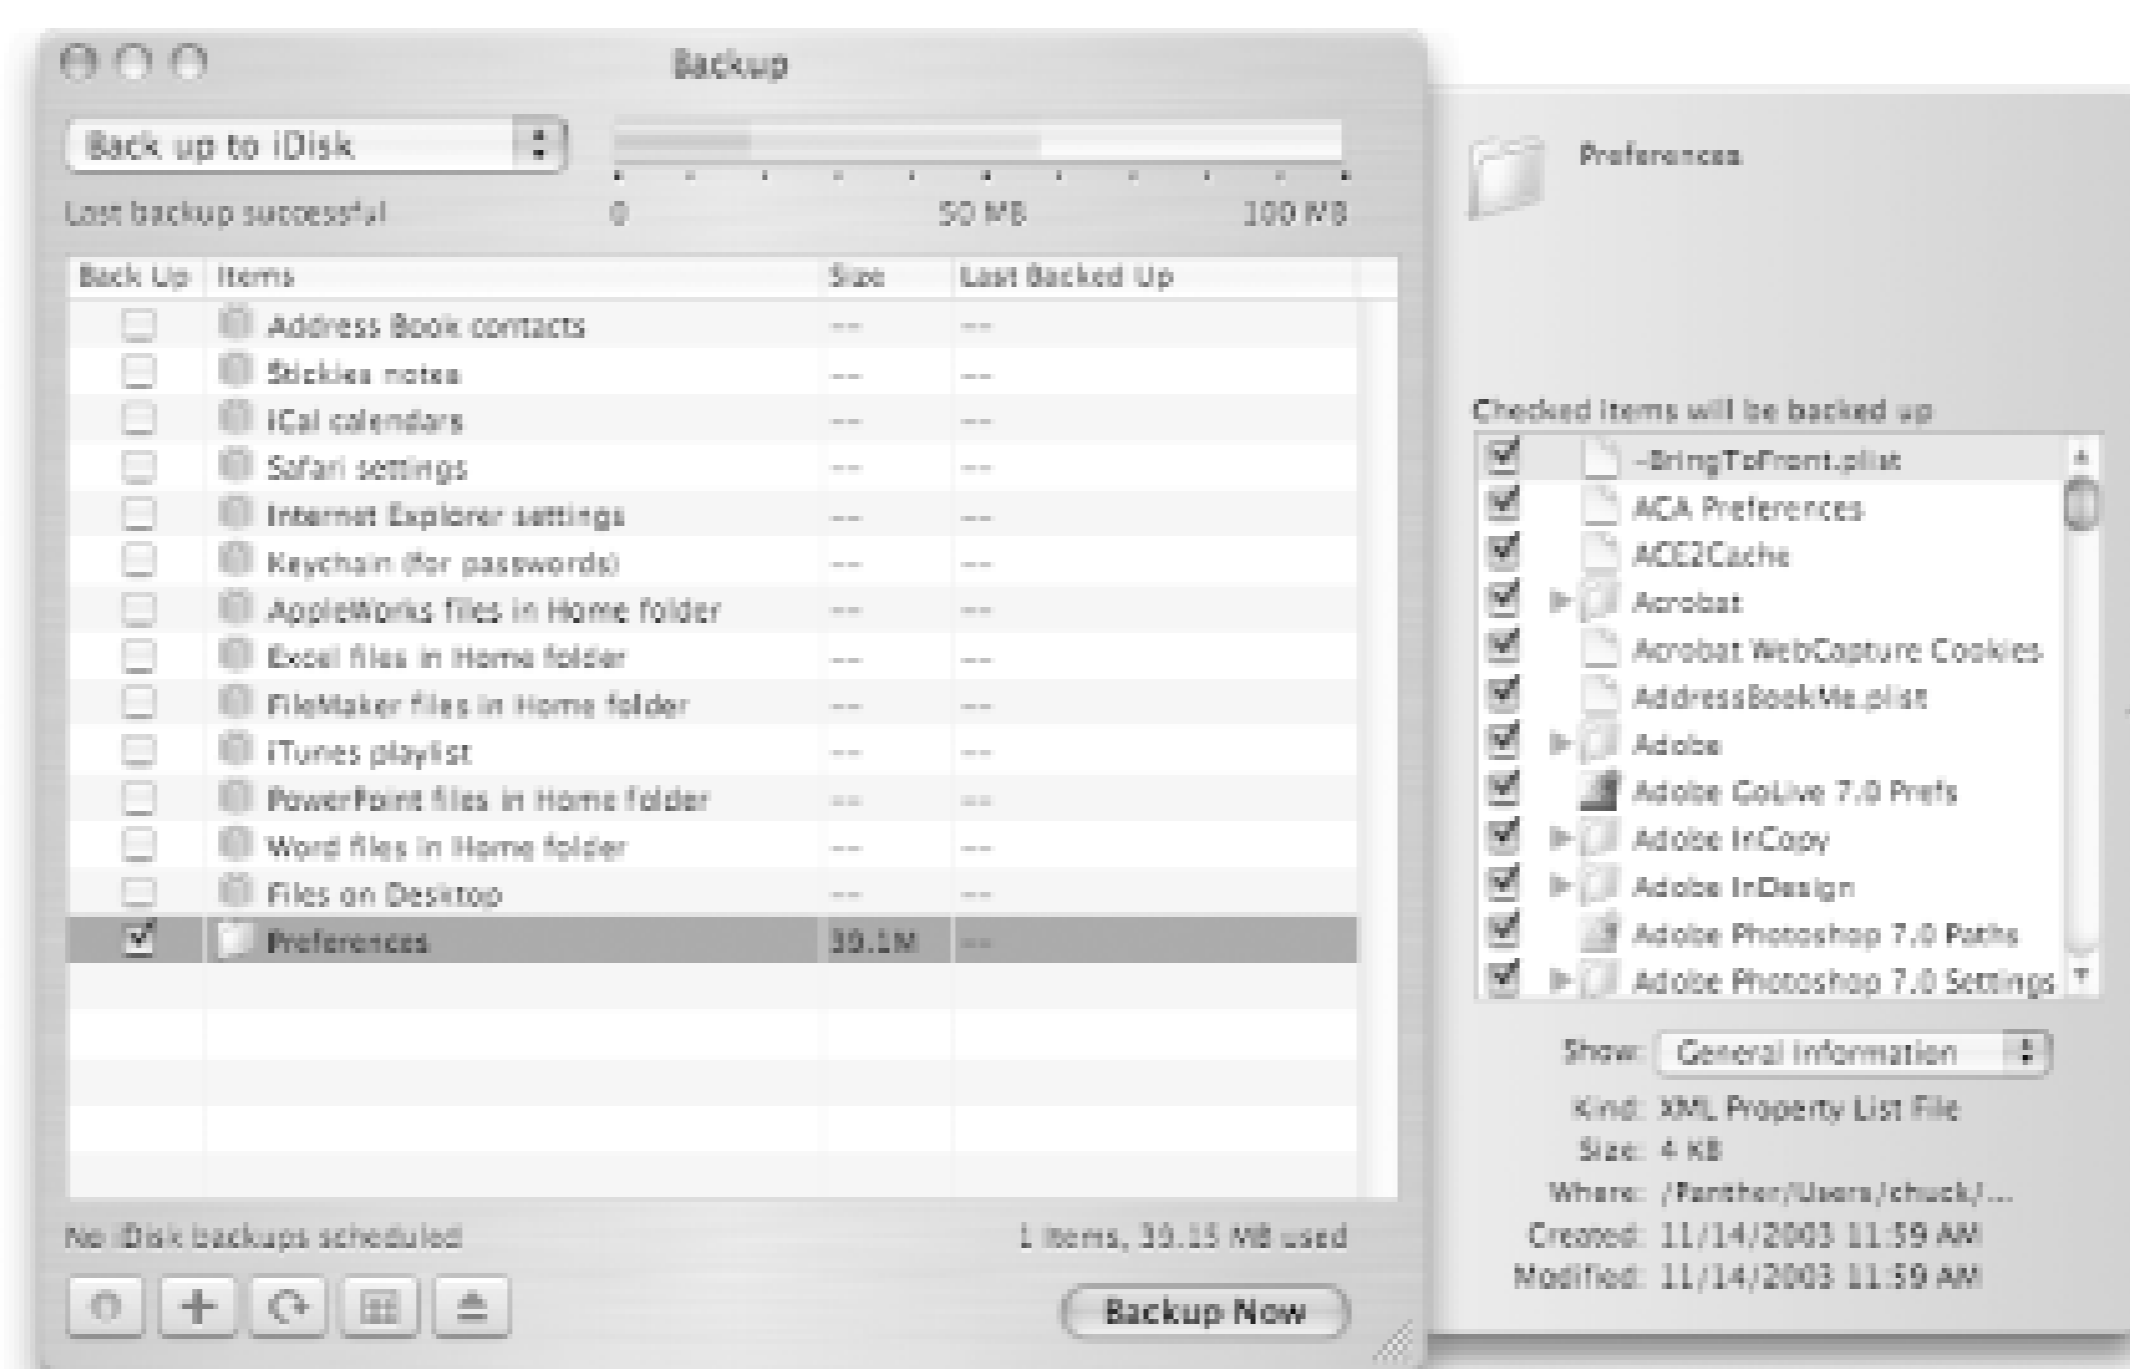 Backup
Back up to iDisk
Last backup successful
0 50 MB 100 MB
Back Up Items Size Last Backed Up
Address Book contacts -- --
Stickies notes -- --
iCal calendars -- --
Safari settings -- --
Internet Explorer settings -- --
Keychain (for passwords) -- --
AppleWorks files in Home folder -- --
Excel files in Home folder -- --
FileMaker files in Home folder -- --
iTunes playlist -- --
PowerPoint files in Home folder -- --
Word files in Home folder -- --
Files on Desktop -- --
Preferences 39.1M --
No iDisk backups scheduled
1 items, 39.15 MB used
Backup Now
Preferences
Checked items will be backed up
~BringToFront.plist
ACA Preferences
ACE2Cache
Acrobat
Acrobat WebCapture Cookies
AddressBookMe.plist
Adobe
Adobe GoLive 7.0 Prefs
Adobe InCopy
Adobe InDesign
Adobe Photoshop 7.0 Paths
Adobe Photoshop 7.0 Settings
Show: General Information
Kind: XML Property List File
Size: 4 KB
Where: /Panther/Users/chuck/...
Created: 11/14/2003 11:59 AM
Modified: 11/14/2003 11:59 AM